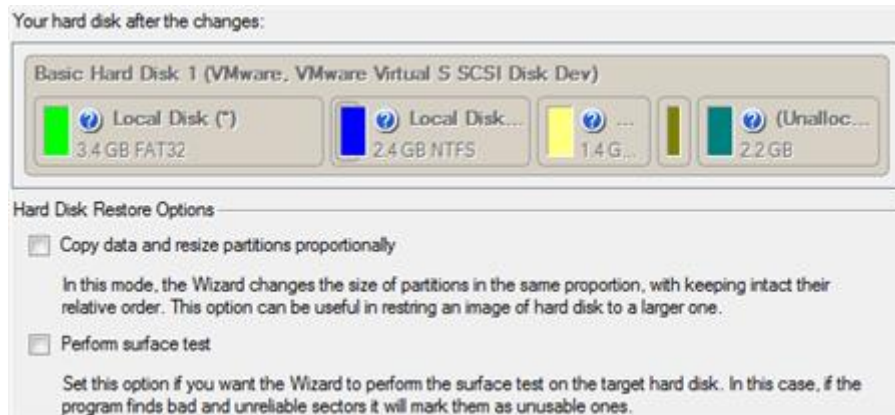 Your hard disk after the changes:
Basic Hard Disk 1 (VMware, VMware Virtual S SCSI Disk Dev)
Local Disk (*) Local Disk... ... (Unalloc...
3.4 GB FAT32 2.4 GB NTFS 1.4 G... 2.2 GB
Hard Disk Restore Options
Copy data and resize partitions proportionally
In this mode, the Wizard changes the size of partitions in the same proportion, with keeping intact their
relative order. This option can be useful in restring an image of hard disk to a larger one.
Perform surface test
Set this option if you want the Wizard to perform the surface test on the target hard disk. In this case, if the
program finds bad and unreliable sectors it will mark them as unusable ones.